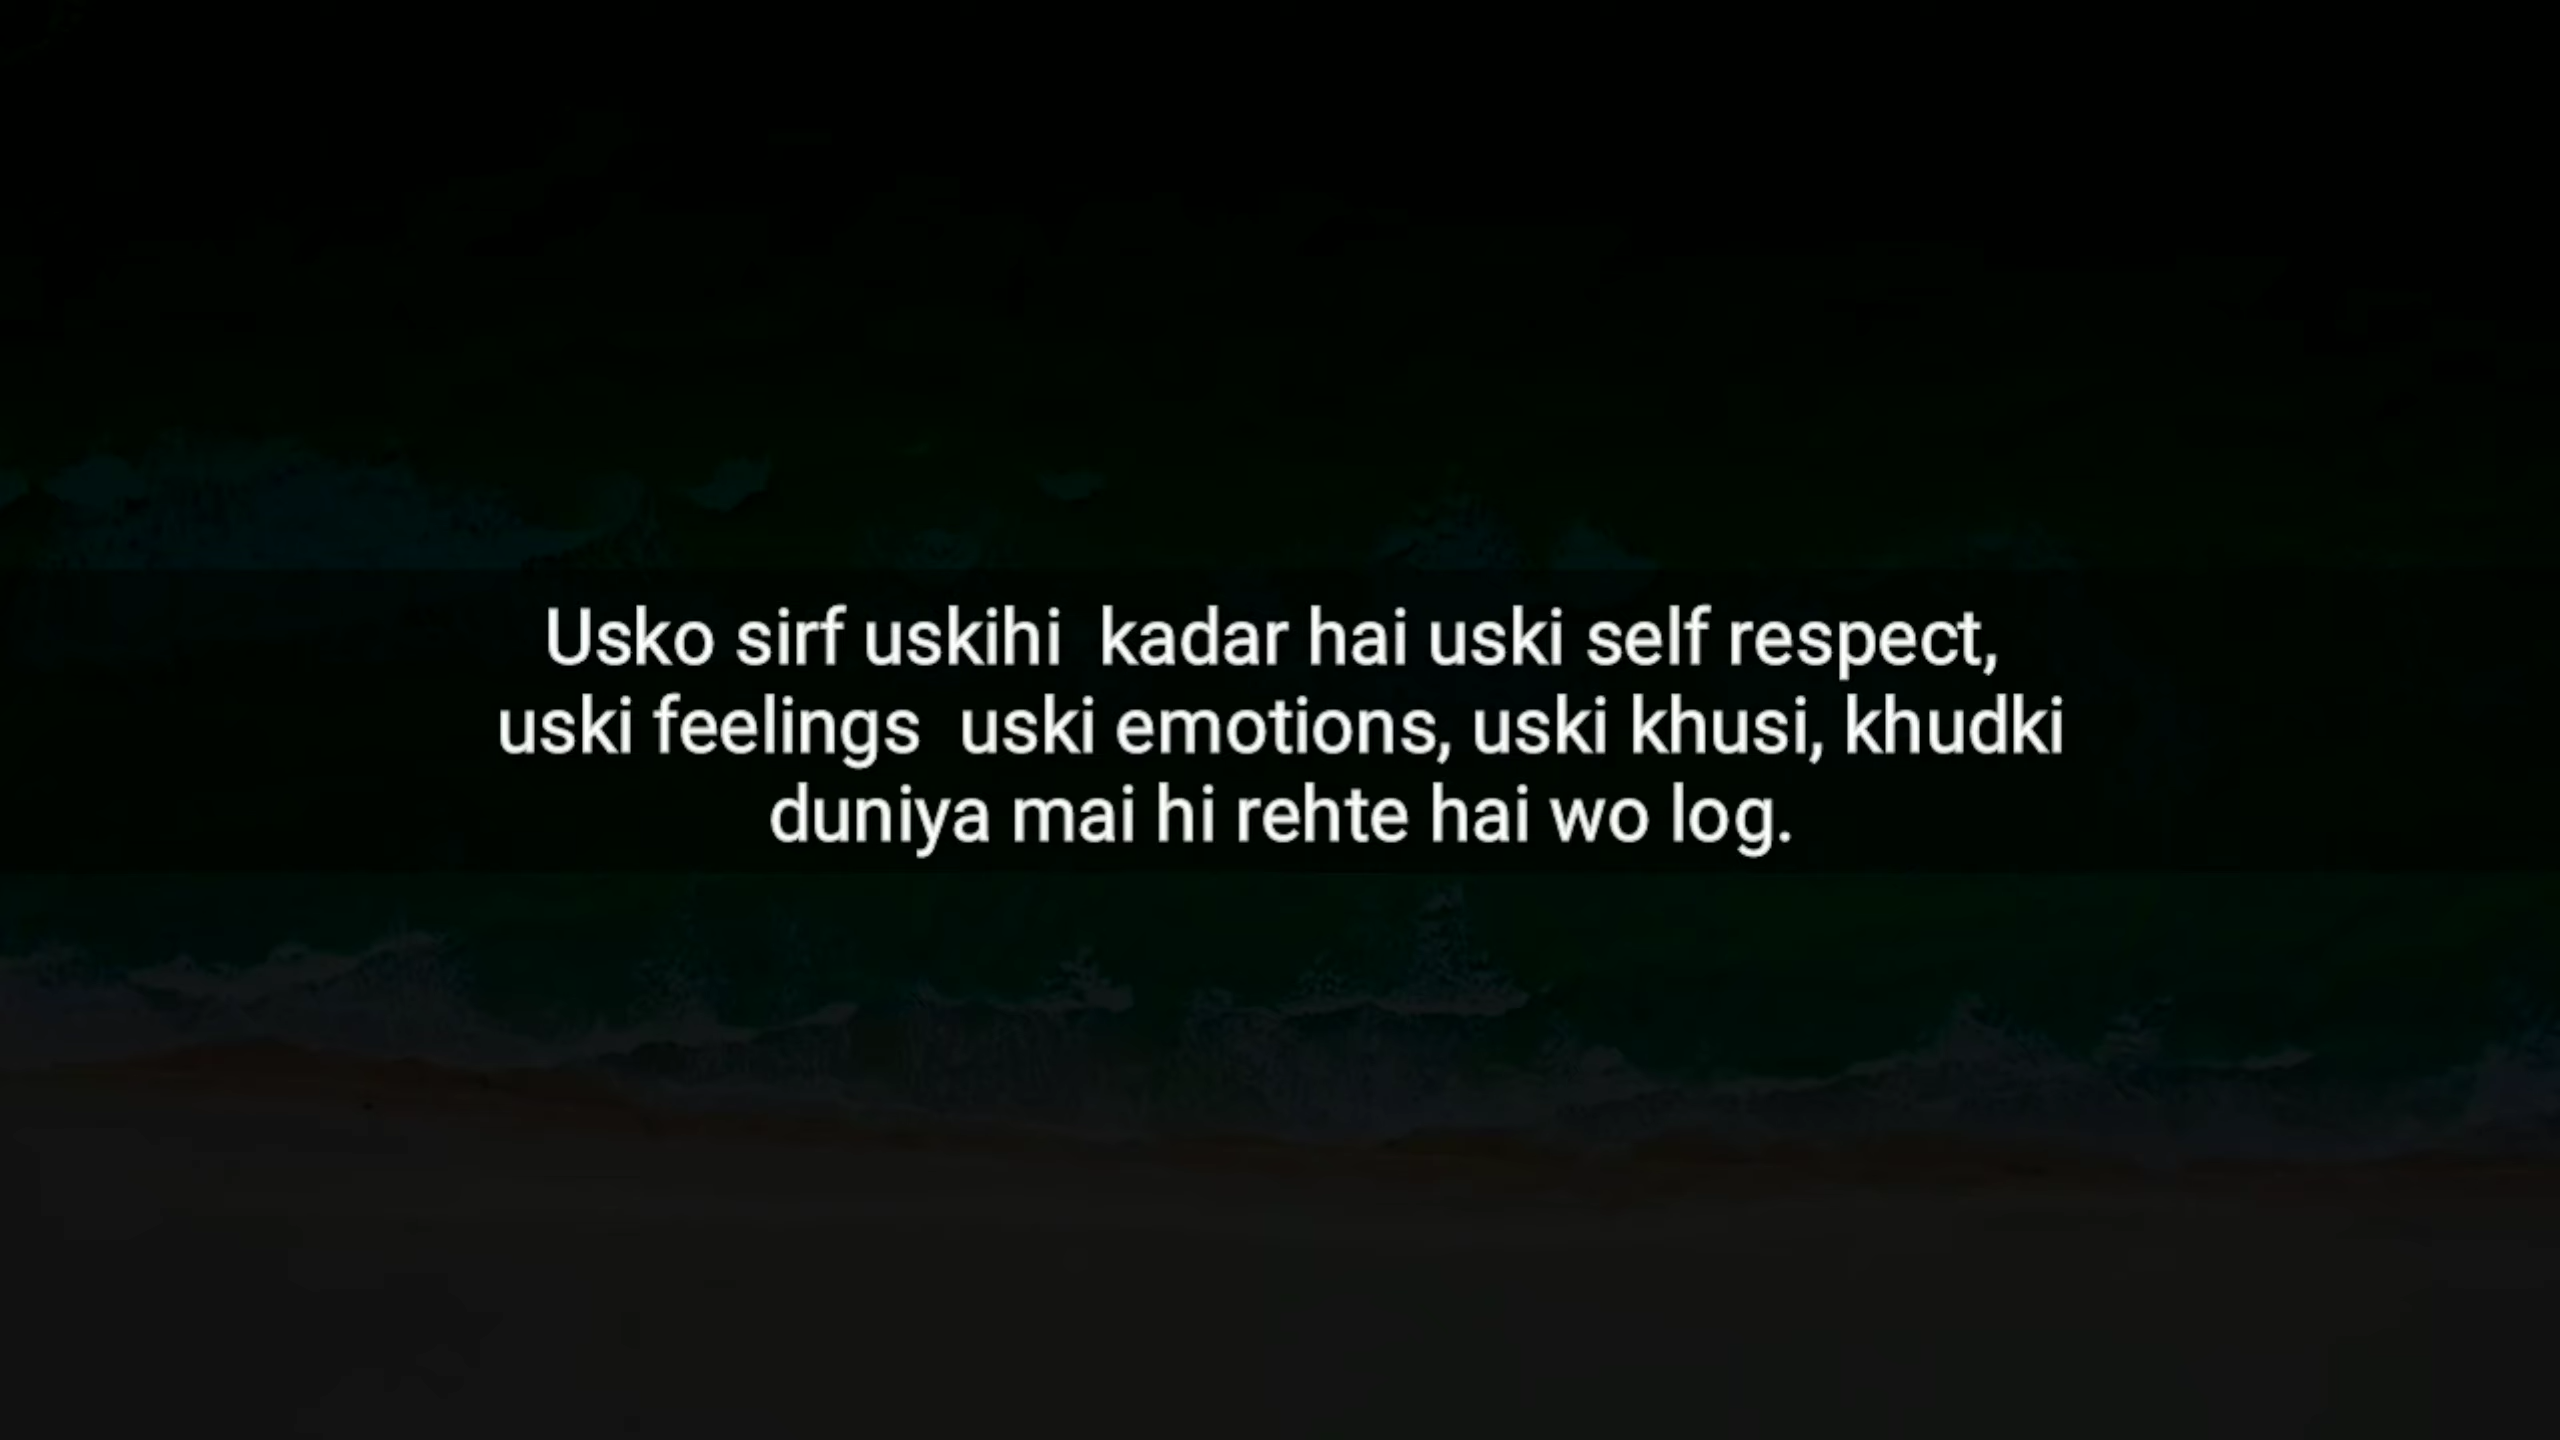 Usko sirf uskihi  kadar hai uski self respect,
uski feelings  uski emotions, uski khusi, khudki
duniya mai hi rehte hai wo log.